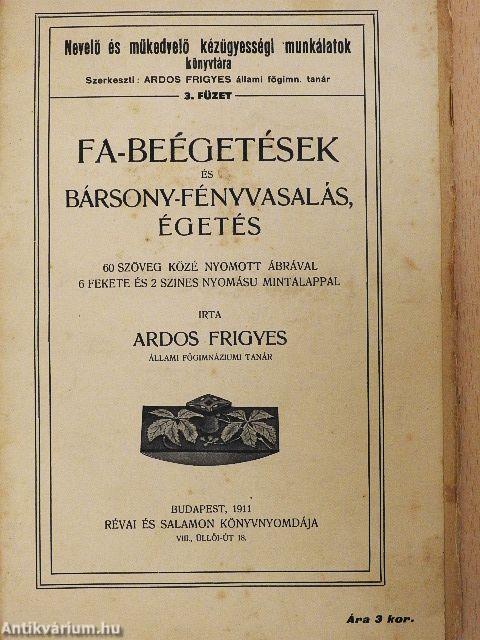 Nevelő és műkedvelő kézügyességi munkálatok
könyvtára
Szerkeszti: ARDOS FRIGYES állami főgimn. tanár
3. FÜZET
FA-BEÉGETÉSEK
ÉS
BÁRSONY-FÉNYVASALÁS,
ÉGETÉS
60 SZÖVEG KÖZÉ NYOMOTT ÁBRÁVAL
6 FEKETE ÉS 2 SZINES NYOMÁSU MINTALAPPAL
IRTA
ARDOS FRIGYES
ÁLLAMI FŐGIMNÁZIUMI TANÁR
BUDAPEST, 1911
RÉVAI ÉS SALAMON KÖNYVNYOMDÁJA
VIII., ÜLLŐI-ÚT 18.
Ára 3 kor.
Antikvárium.hu